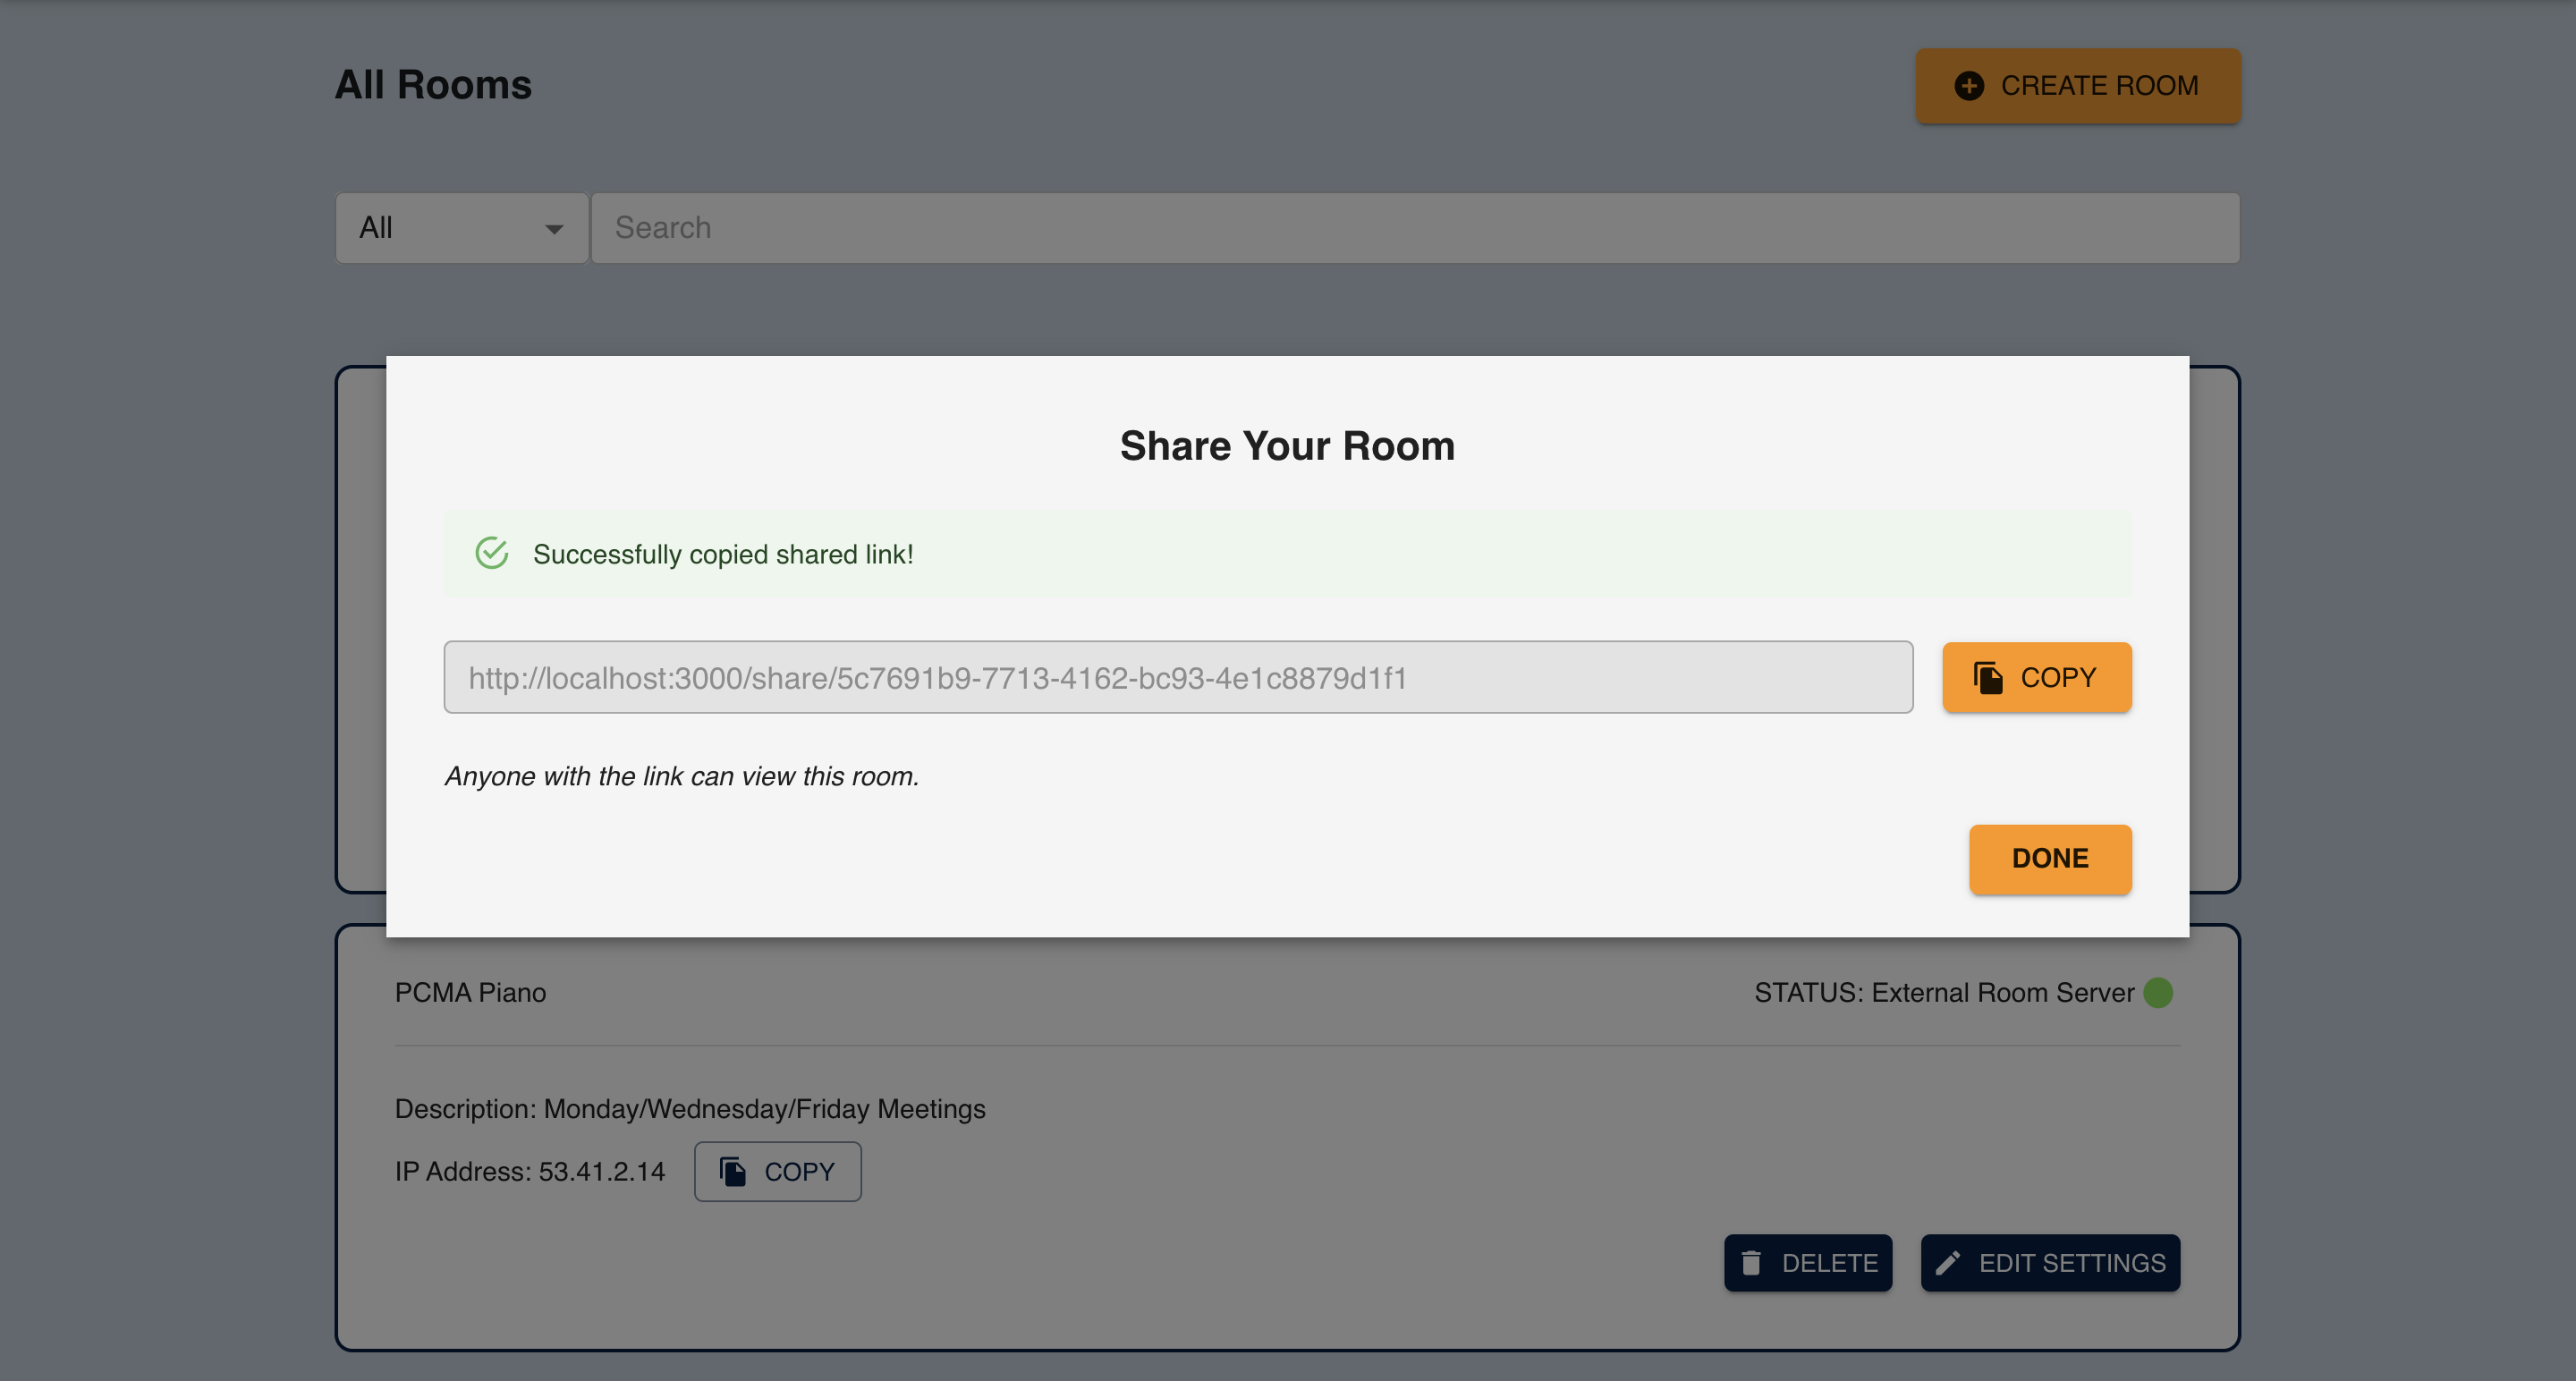 All Rooms
CREATE ROOM
All
Search
Share Your Room
Successfully copied shared link!
http://localhost:3000/share/5c7691b9-7713-4162-bc93-4e1c8879d1f1
COPY
Anyone with the link can view this room.
DONE
PCMA Piano
STATUS: External Room Server
Description: Monday/Wednesday/Friday Meetings
IP Address: 53.41.2.14
COPY
DELETE
EDIT SETTINGS